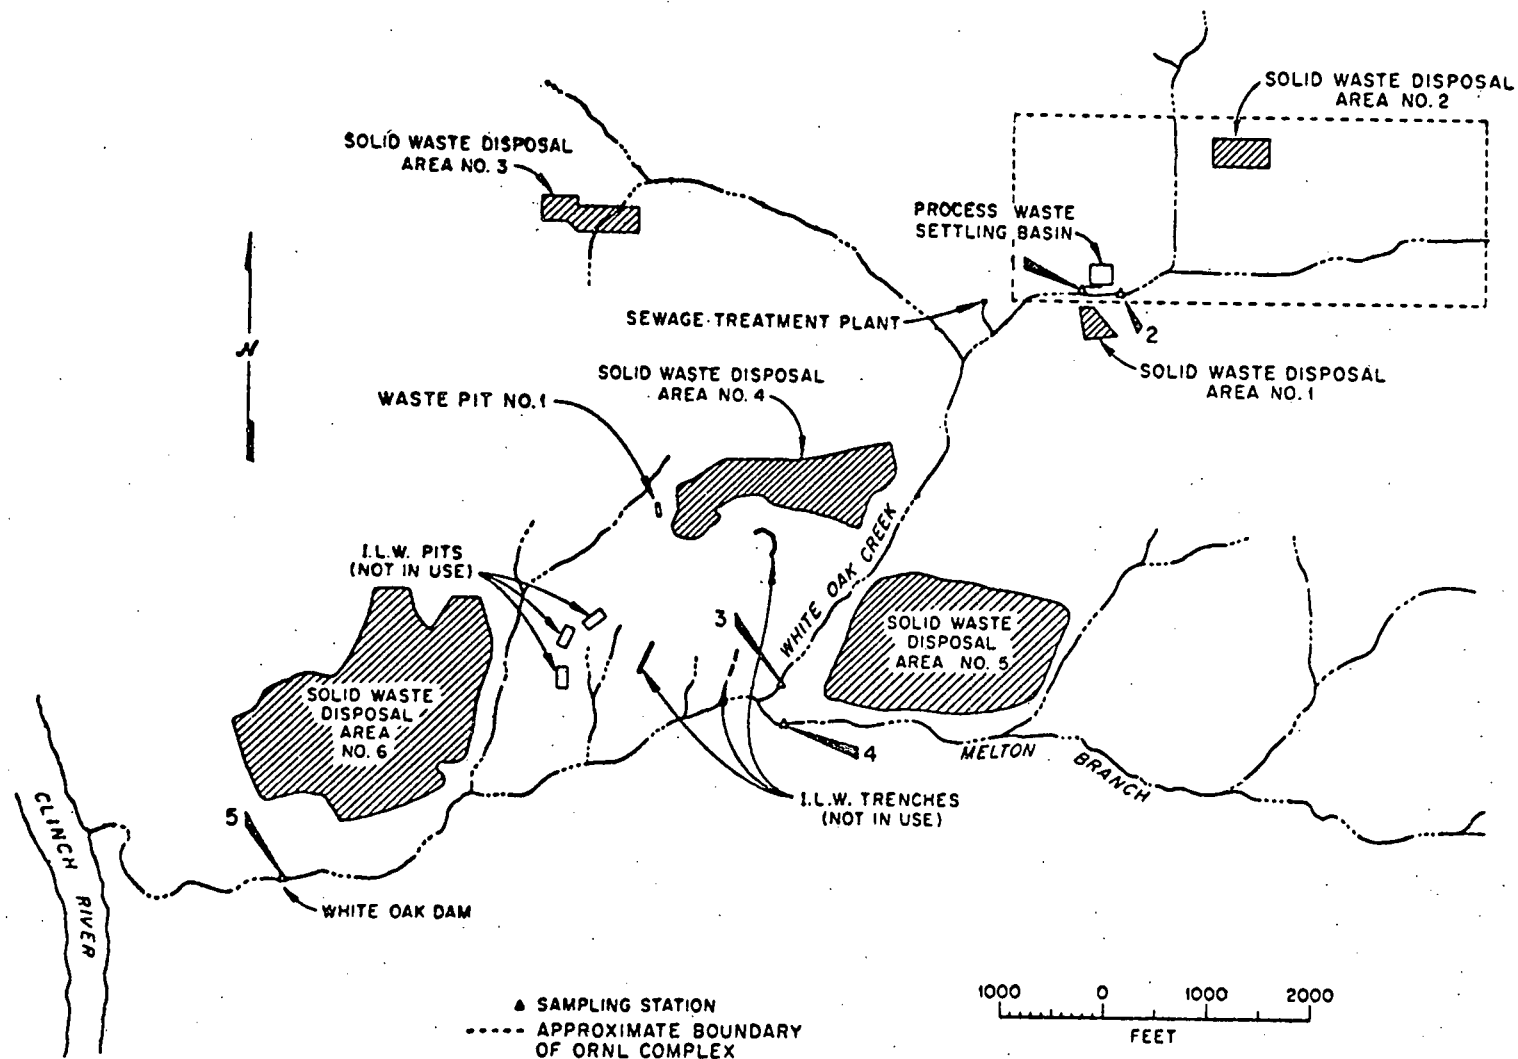 SOLID WASTE DISPOSAL
AREA NO. 2
SOLID WASTE DISPOSAL
AREA NO. 3
PROCESS WASTE
SETTLING BASIN
N
SEWAGE TREATMENT PLANT
2
SOLID WASTE DISPOSAL
AREA NO. 1
SOLID WASTE DISPOSAL
AREA NO. 4
WASTE PIT NO. 1
I.L.W. PITS
(NOT IN USE)
WHITE OAK CREEK
3
SOLID WASTE
DISPOSAL
AREA NO. 5
SOLID WASTE
DISPOSAL
AREA
NO. 6
4
MELTON BRANCH
I.L.W. TRENCHES
(NOT IN USE)
5
CLINCH RIVER
WHITE OAK DAM
▲ SAMPLING STATION
----- APPROXIMATE BOUNDARY
OF ORNL COMPLEX
1000 0 1000 2000
FEET